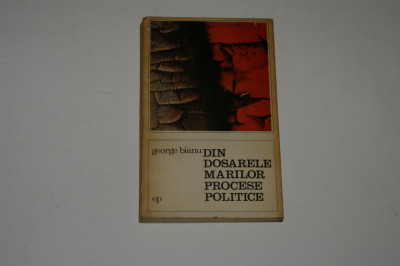 george bianu DIN
DOSARELE
MARILOR
PROCESE
ep POLITICE